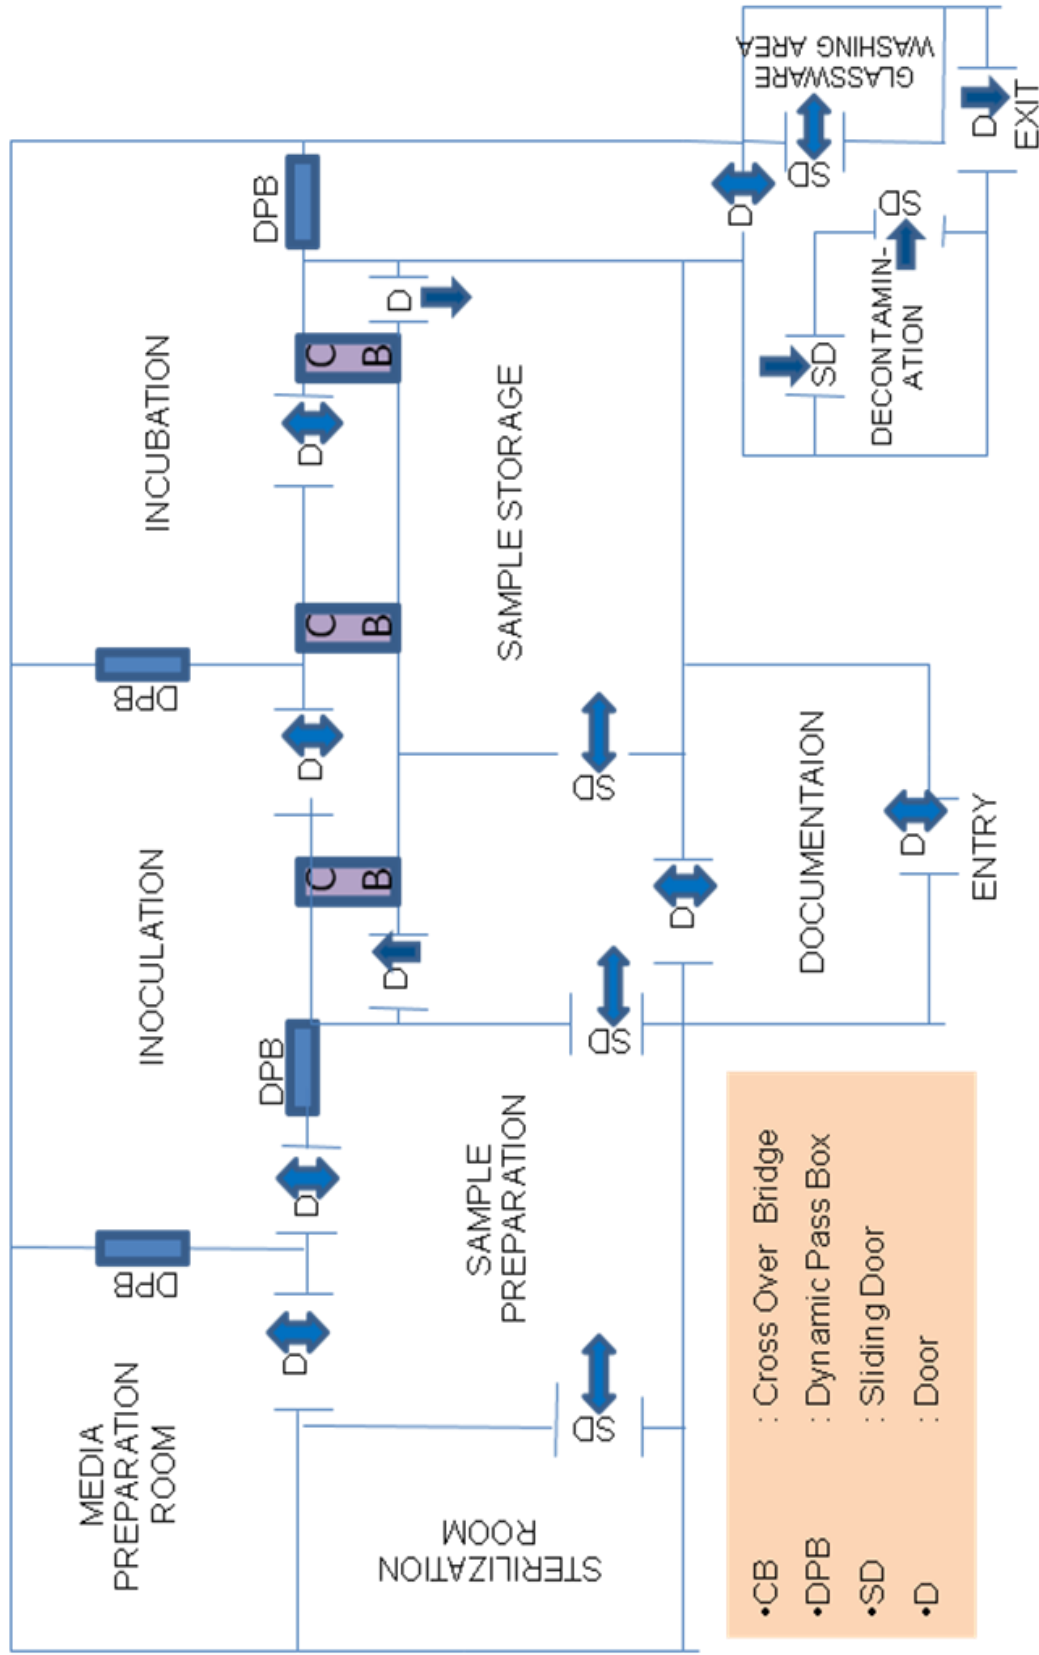 MEDIA
PREPARATION
ROOM
DPB
INOCULATION
DPB
INCUBATION
DPB
D
D
DPB
C
B
D
C
B
D
C
B
D
D
STERILIZATION
ROOM
SD
SAMPLE
PREPARATION
SD
SD
SAMPLE STORAGE
D
D
SD
GLASSWARE
WASHING AREA
DOCUMENTAION
D
ENTRY
SD
DECONTAMIN-
ATION
SD
D
EXIT
•CB : Cross Over Bridge
•DPB : Dynamic Pass Box
•SD : Sliding Door
•D : Door